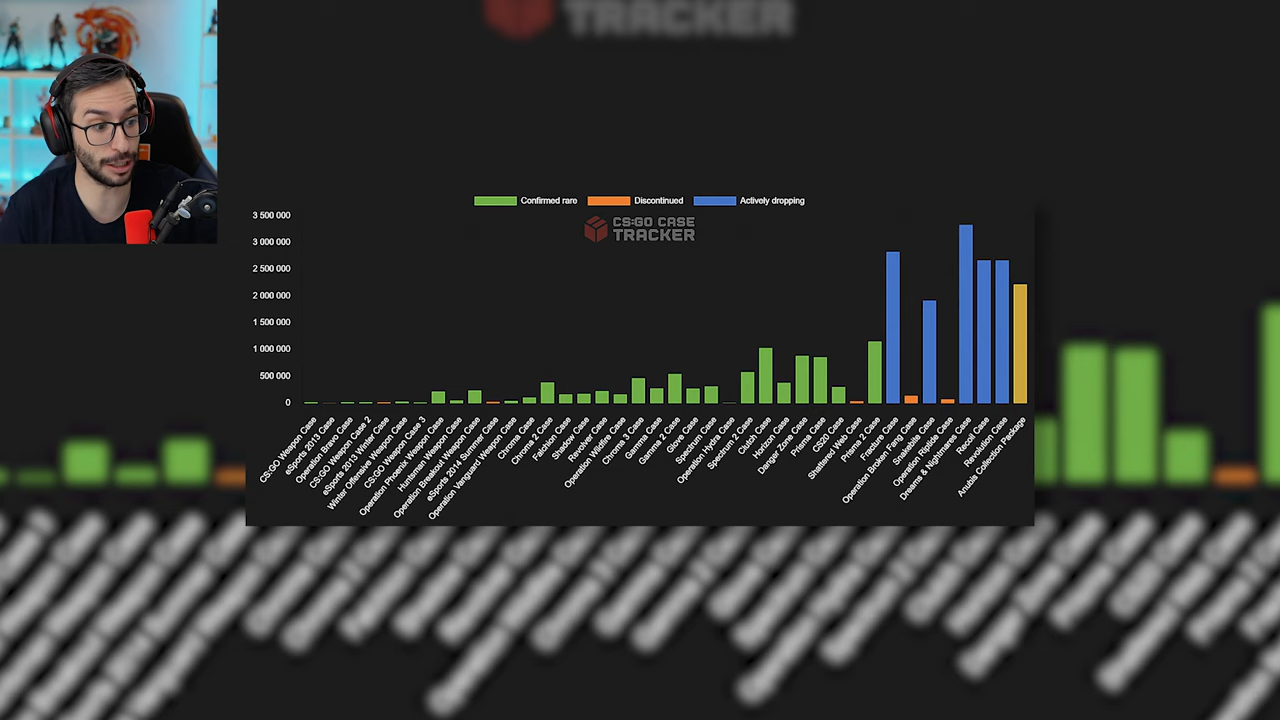 TRACKER
Confirmed rare
Discontinued
Actively dropping
CS:GO CASE
TRACKER
3 500 000
3 000 000
2 500 000
2 000 000
1 500 000
1 000 000
500 000
0
CS:GO Weapon Case
eSports 2013 Case
Operation Bravo Case
CS:GO Weapon Case 2
eSports 2013 Winter Case
Winter Offensive Weapon Case
CS:GO Weapon Case 3
Operation Phoenix Weapon Case
Huntsman Weapon Case
Operation Breakout Weapon Case
eSports 2014 Summer Case
Operation Vanguard Weapon Case
Chroma Case
Chroma 2 Case
Falchion Case
Shadow Case
Revolver Case
Operation Wildfire Case
Chroma 3 Case
Gamma Case
Gamma 2 Case
Glove Case
Spectrum Case
Operation Hydra Case
Spectrum 2 Case
Clutch Case
Horizon Case
Danger Zone Case
Prisma Case
CS20 Case
Shattered Web Case
Prisma 2 Case
Fracture Case
Operation Broken Fang Case
Snakebite Case
Operation Riptide Case
Dreams & Nightmares Case
Recoil Case
Revolution Case
Anubis Collection Package